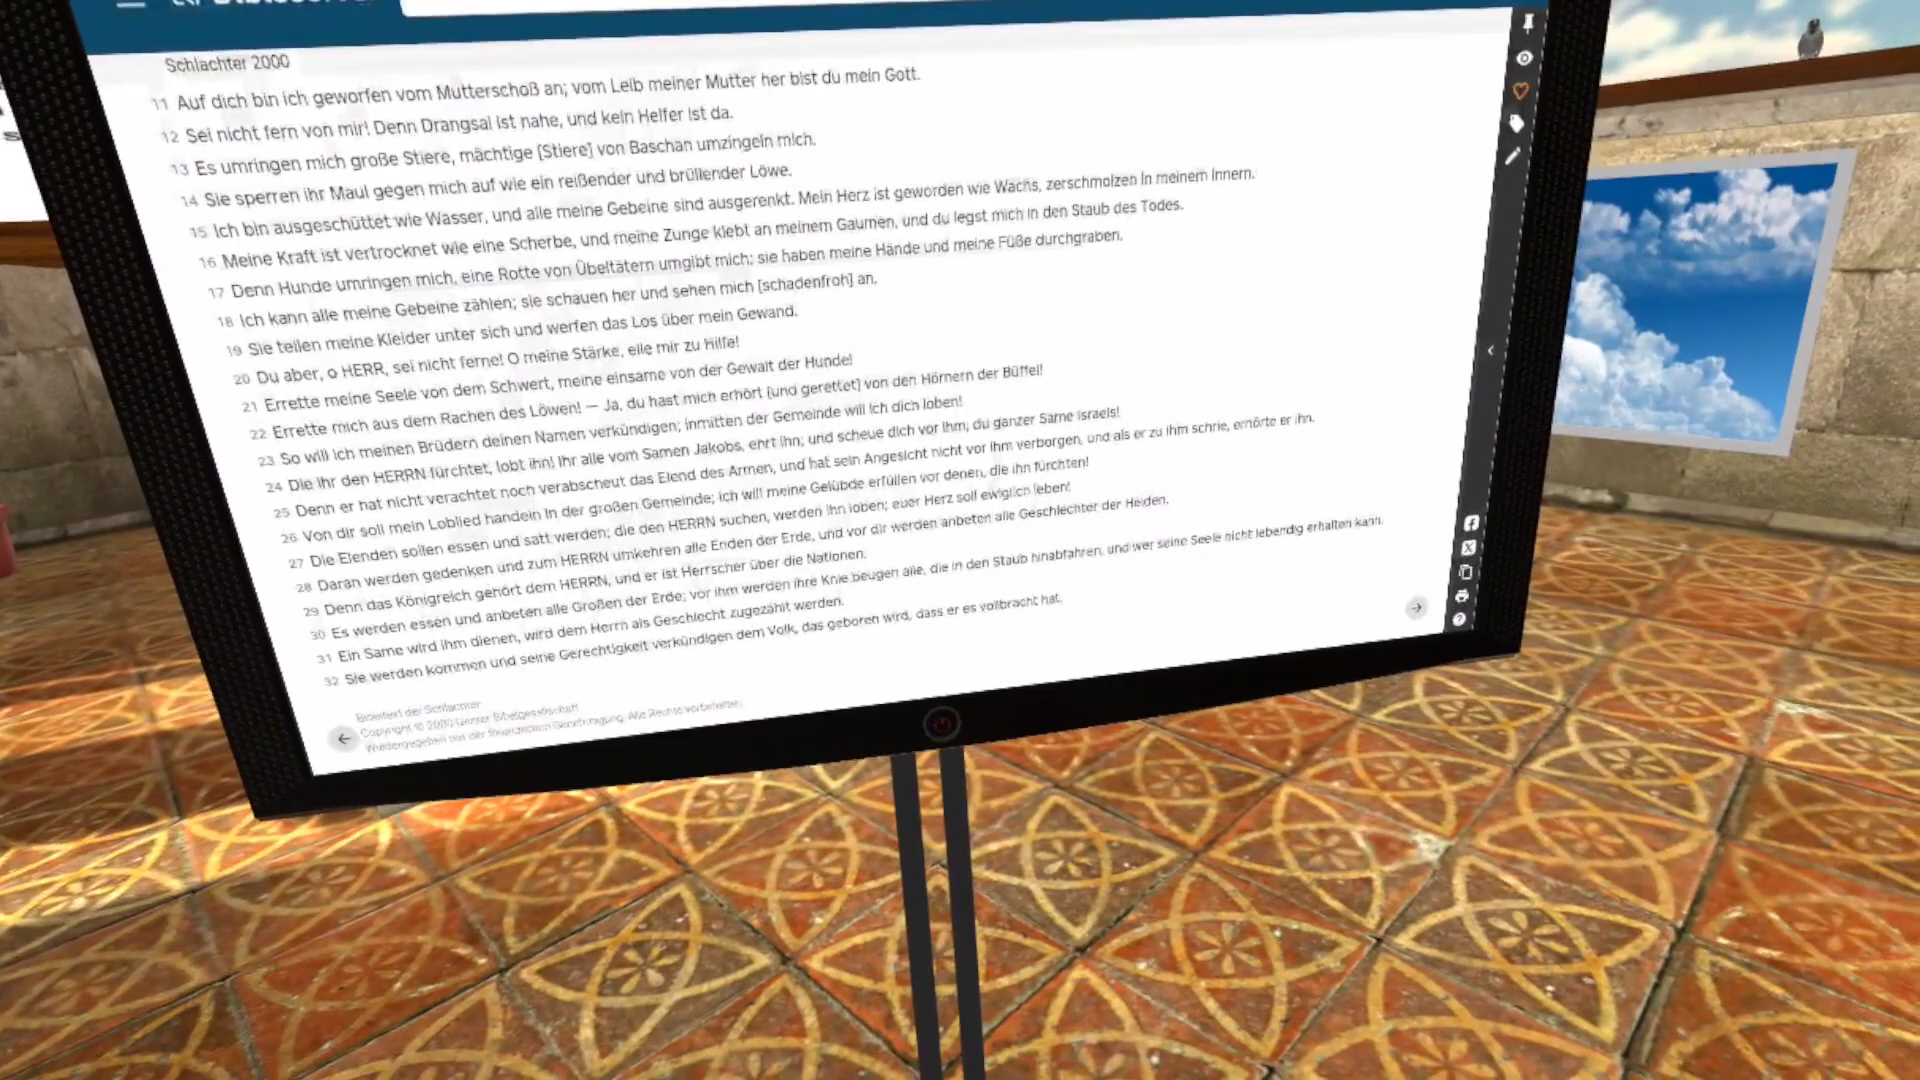 Schlachter 2000
11 Auf dich bin ich geworfen vom Mutterschoß an; vom Leib meiner Mutter her bist du mein Gott.
12 Sei nicht fern von mir! Denn Drangsal ist nahe, und kein Helfer ist da.
13 Es umringen mich große Stiere, mächtige [Stiere] von Baschan umzingeln mich.
14 Sie sperren ihr Maul gegen mich auf wie ein reißender und brüllender Löwe.
15 Ich bin ausgeschüttet wie Wasser, und alle meine Gebeine sind ausgerenkt. Mein Herz ist geworden wie Wachs, zerschmolzen in meinem Innern.
16 Meine Kraft ist vertrocknet wie eine Scherbe, und meine Zunge klebt an meinem Gaumen, und du legst mich in den Staub des Todes.
17 Denn Hunde umringen mich, eine Rotte von Übeltätern umgibt mich; sie haben meine Hände und meine Füße durchgraben.
18 Ich kann alle meine Gebeine zählen; sie schauen her und sehen mich [schadenfroh] an.
19 Sie teilen meine Kleider unter sich und werfen das Los über mein Gewand.
20 Du aber, o HERR, sei nicht ferne! O meine Stärke, eile mir zu Hilfe!
21 Errette meine Seele von dem Schwert, meine einsame von der Gewalt der Hunde!
22 Errette mich aus dem Rachen des Löwen! — Ja, du hast mich erhört [und gerettet] von den Hörnern der Büffel!
23 So will ich meinen Brüdern deinen Namen verkündigen; inmitten der Gemeinde will ich dich loben!
24 Die ihr den HERRN fürchtet, lobt ihn! Ihr alle vom Samen Jakobs, ehrt ihn; und scheue dich vor ihm, du ganzer Same Israels!
25 Denn er hat nicht verachtet noch verabscheut das Elend des Armen, und hat sein Angesicht nicht vor ihm verborgen, und als er zu ihm schrie, erhörte er ihn.
26 Von dir soll mein Loblied handeln in der großen Gemeinde; ich will meine Gelübde erfüllen vor denen, die ihn fürchten!
27 Die Elenden sollen essen und satt werden; die den HERRN suchen, werden ihn loben; euer Herz soll ewiglich leben!
28 Daran werden gedenken und zum HERRN umkehren alle Enden der Erde, und vor dir werden anbeten alle Geschlechter der Heiden.
29 Denn das Königreich gehört dem HERRN, und er ist Herrscher über die Nationen.
30 Es werden essen und anbeten alle Großen der Erde; vor ihm werden ihre Knie beugen alle, die in den Staub hinabfahren, und wer seine Seele nicht lebendig erhalten kann.
31 Ein Same wird ihm dienen, wird dem Herrn als Geschlecht zugezählt werden.
32 Sie werden kommen und seine Gerechtigkeit verkündigen dem Volk, das geboren wird, dass er es vollbracht hat.
Bibeltext der Schlachter
Copyright © 2000 Genfer Bibelgesellschaft
Wiedergegeben mit der freundlichen Genehmigung. Alle Rechte vorbehalten.